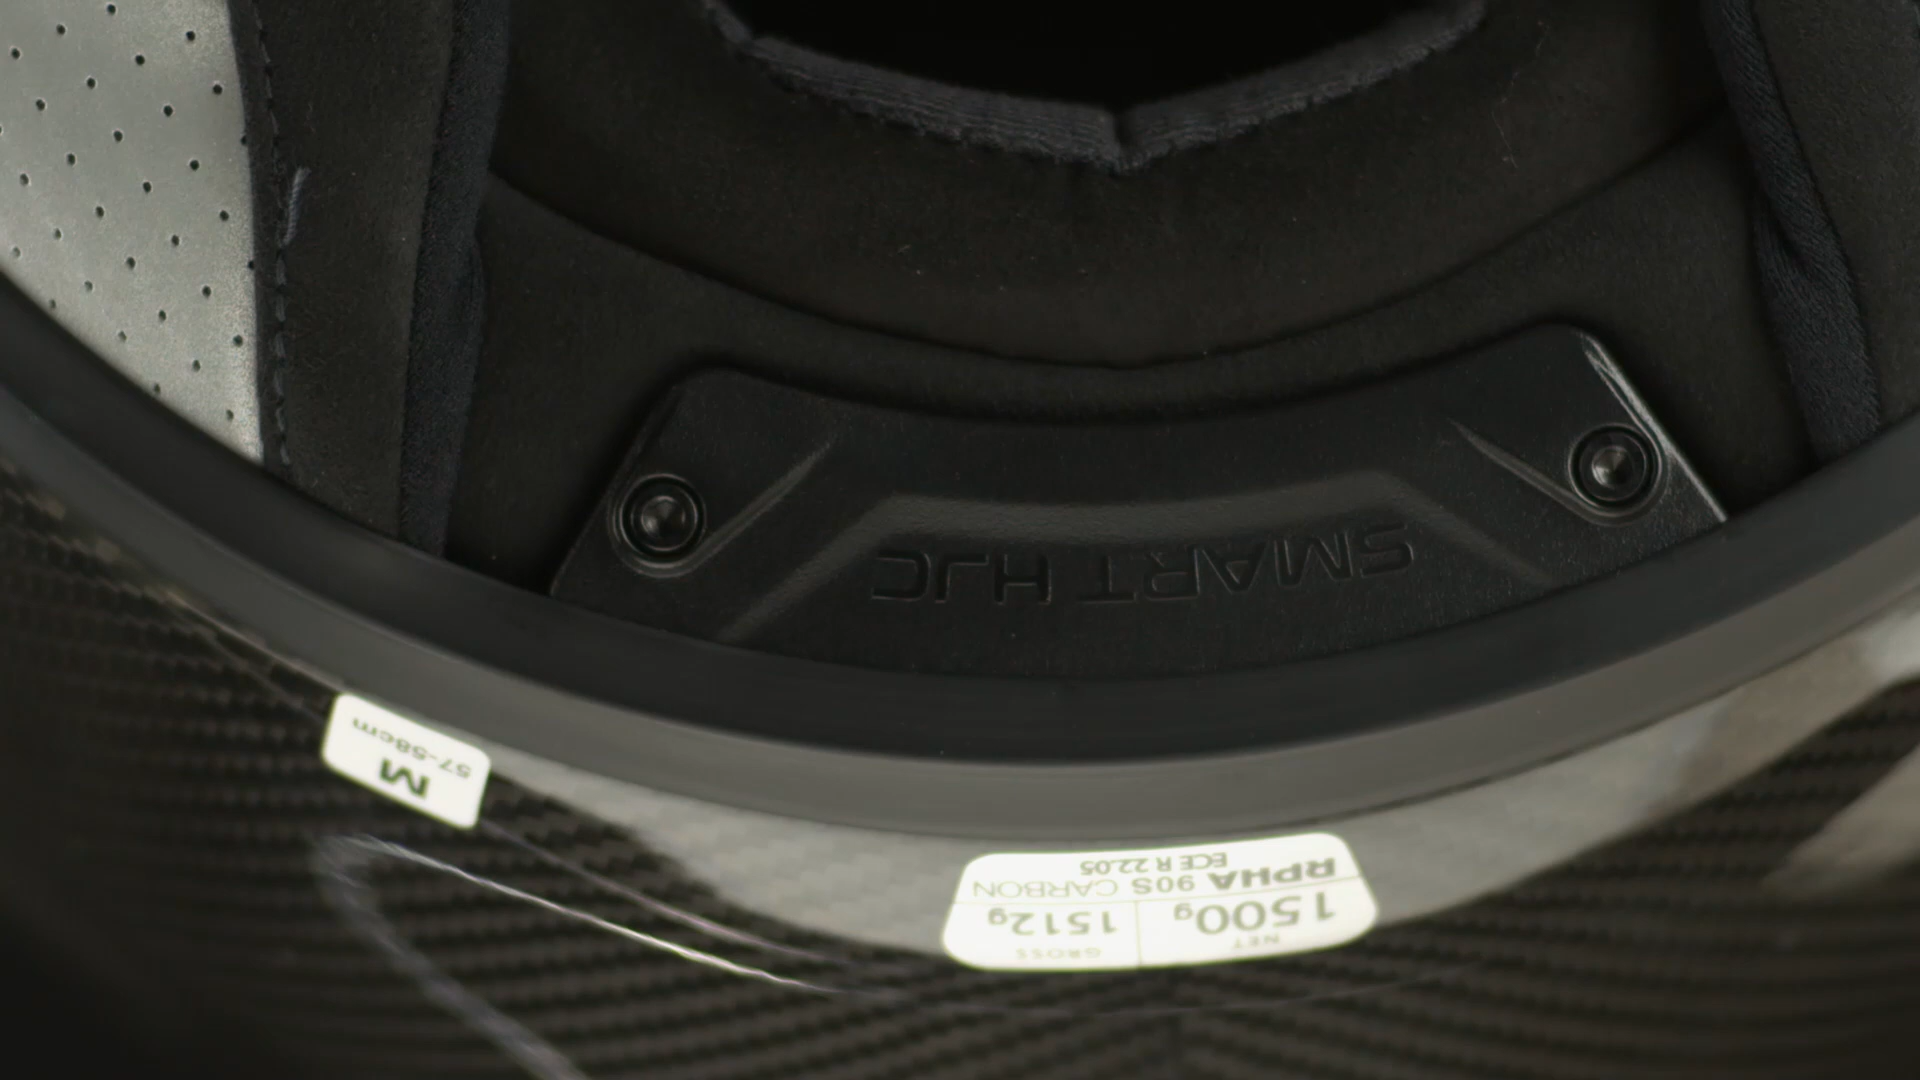 SMART HJC
M
57-58cm
NET
1500g
GROSS
1512g
RPHA 90S CARBON
ECE R 22.05